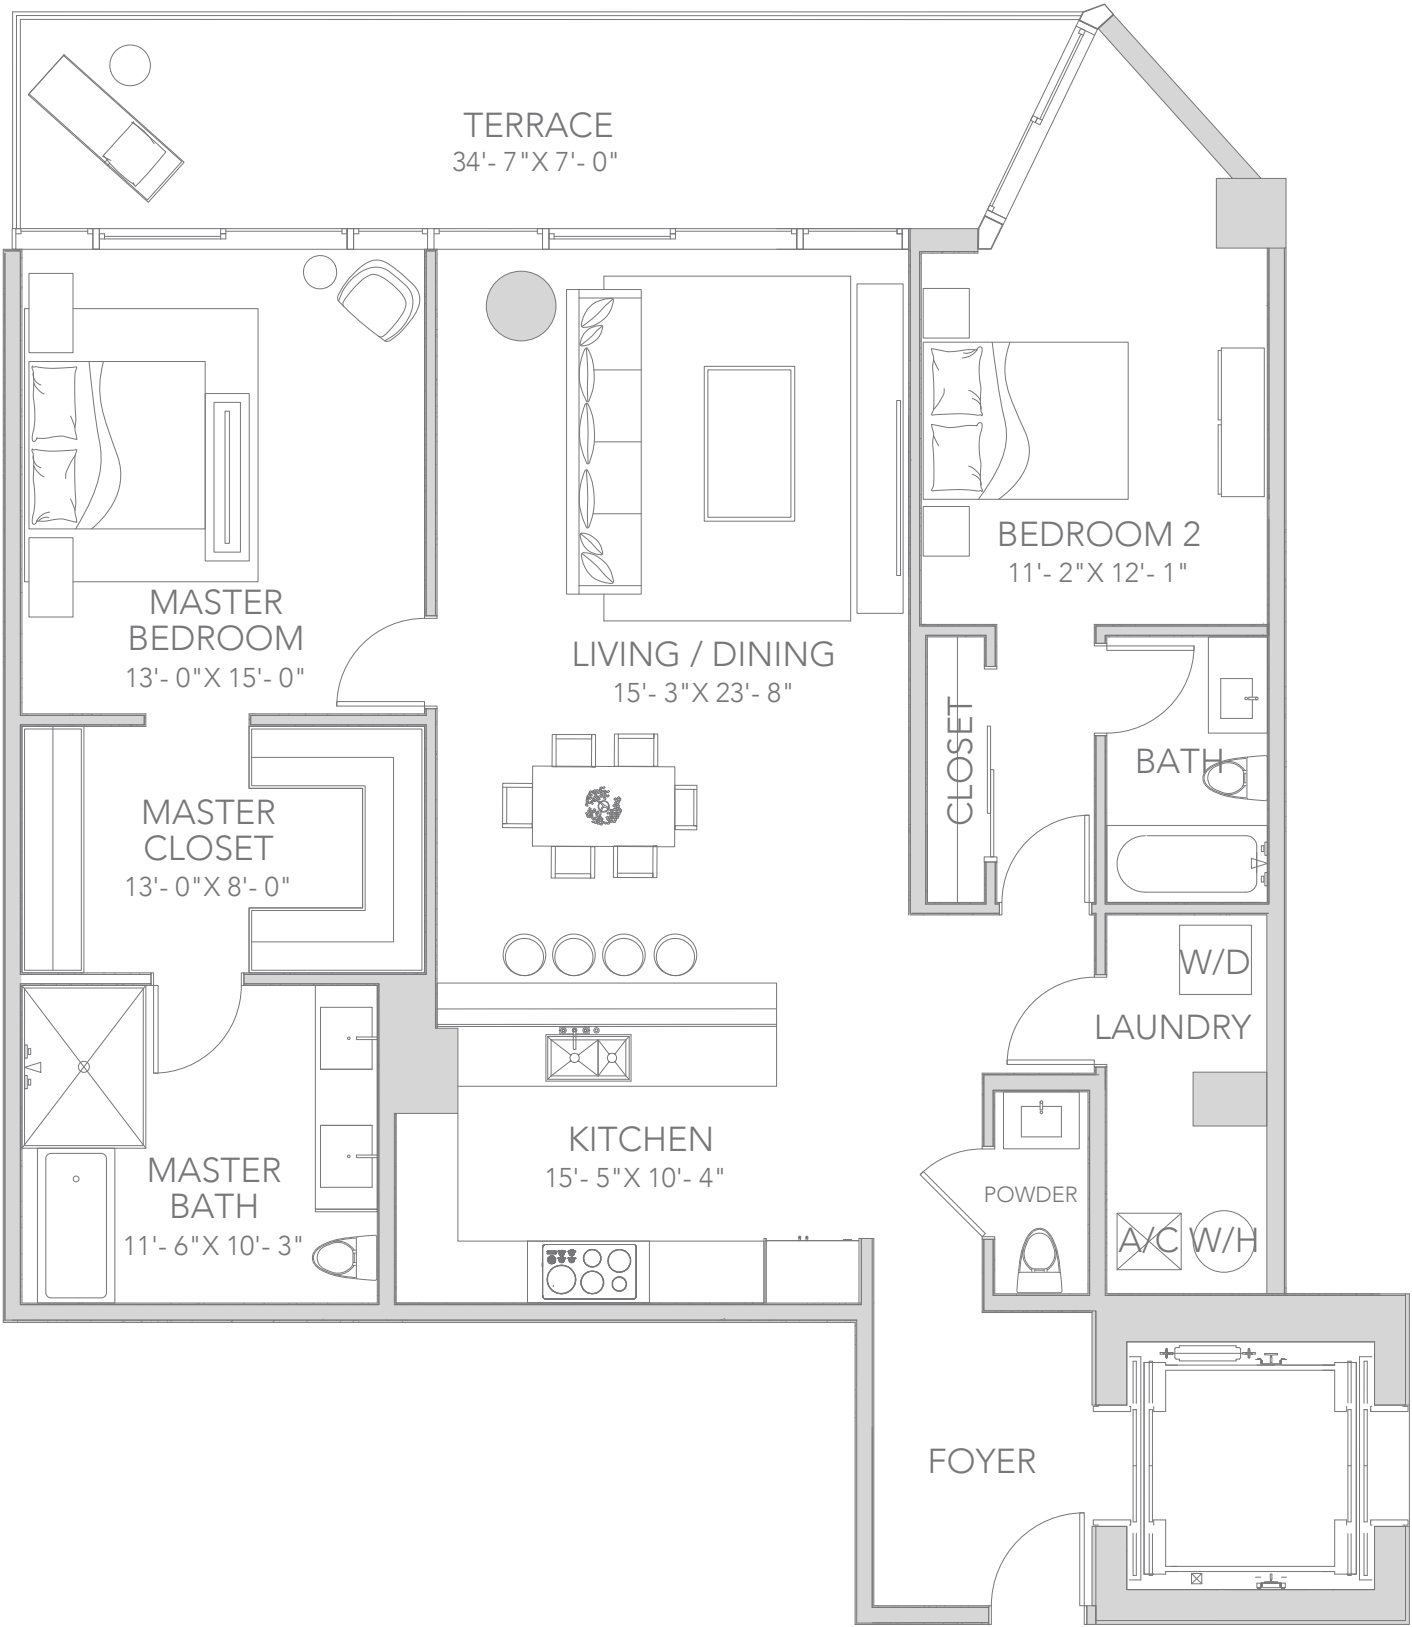 TERRACE
34'- 7"X 7'- 0"
BEDROOM 2
11'- 2"X 12'- 1"
MASTER
BEDROOM
13'- 0"X 15'- 0"
LIVING / DINING
15'- 3"X 23'- 8"
CLOSET
BATH
MASTER
CLOSET
13'- 0"X 8'- 0"
W/D
LAUNDRY
KITCHEN
15'- 5"X 10'- 4"
MASTER
BATH
11'- 6"X 10'- 3"
POWDER
A/C W/H
FOYER